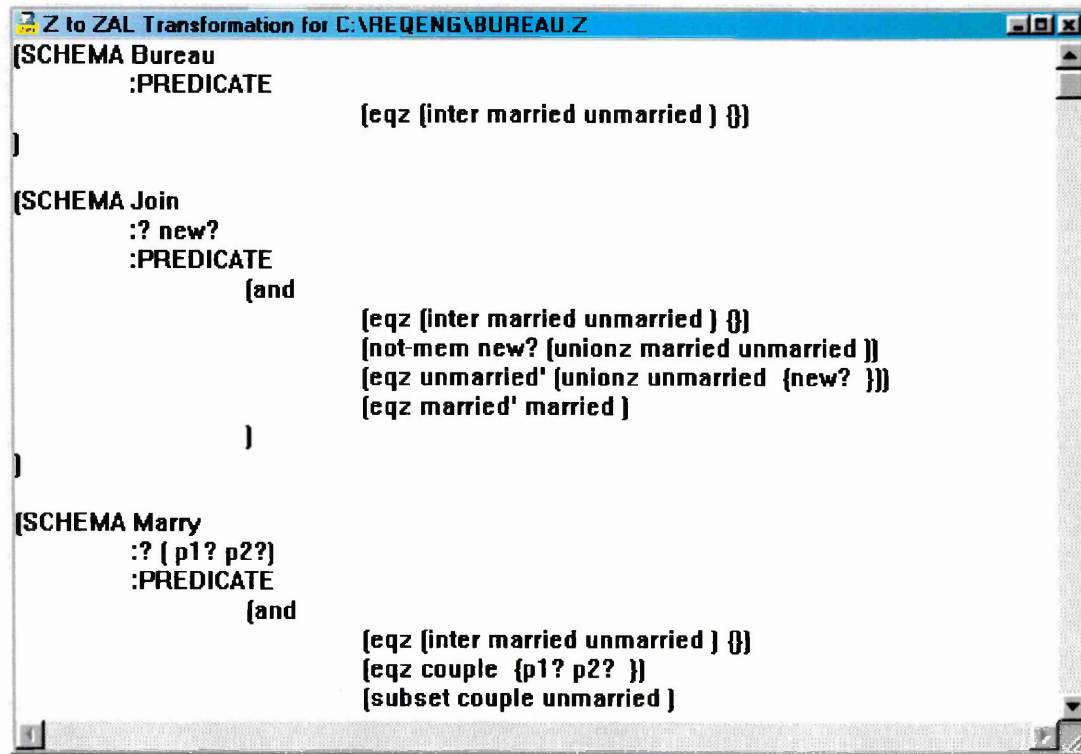 Z to ZAL Transformation for C:\REQENG\BUREAU.Z
(SCHEMA Bureau
:PREDICATE
(eqz (inter married unmarried ) {})
)
(SCHEMA Join
:? new?
:PREDICATE
(and
(eqz (inter married unmarried ) {})
(not-mem new? (unionz married unmarried ))
(eqz unmarried' (unionz unmarried {new? }))
(eqz married' married )
)
)
(SCHEMA Marry
:? ( p1? p2?)
:PREDICATE
(and
(eqz (inter married unmarried ) {})
(eqz couple {p1? p2? })
(subset couple unmarried )